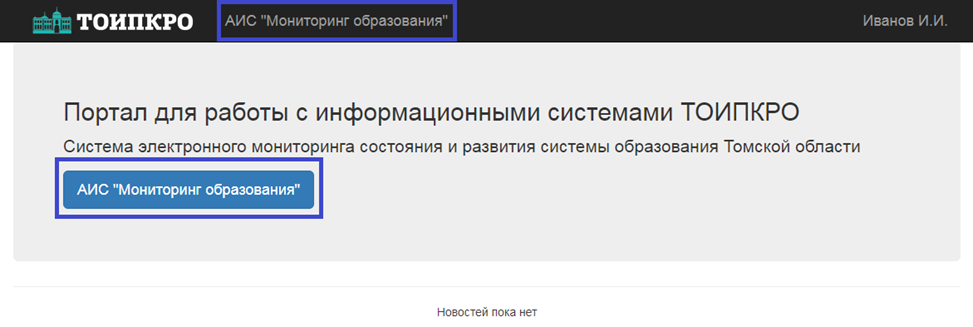 ТОИПКРО АИС "Мониторинг образования" Иванов И.И.
Портал для работы с информационными системами ТОИПКРО
Система электронного мониторинга состояния и развития системы образования Томской области
АИС "Мониторинг образования"
Новостей пока нет